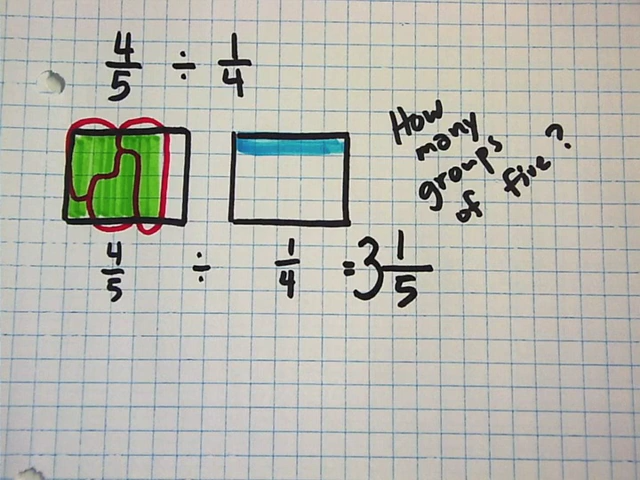 4/5 ÷ 1/4
How
many
groups
of five?
4/5 ÷ 1/4 = 3 1/5